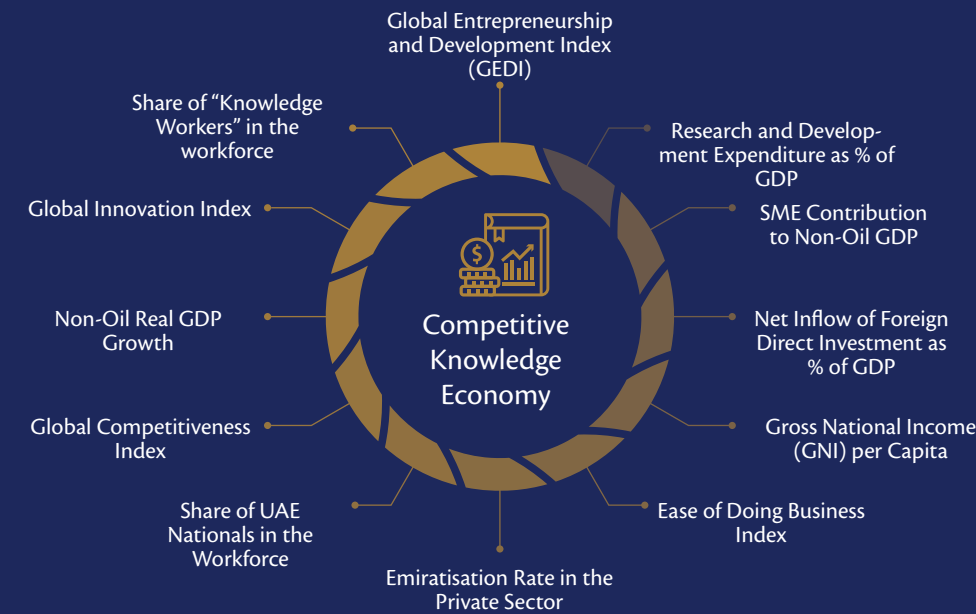 Global Entrepreneurship
and Development Index
(GEDI)
Research and Develop-
ment Expenditure as % of
GDP
SME Contribution
to Non-Oil GDP
Net Inflow of Foreign
Direct Investment as
% of GDP
Gross National Income
(GNI) per Capita
Ease of Doing Business
Index
Emiratisation Rate in the
Private Sector
Share of UAE
Nationals in the
Workforce
Global Competitiveness
Index
Non-Oil Real GDP
Growth
Global Innovation Index
Share of “Knowledge
Workers” in the
workforce
$
Competitive
Knowledge
Economy